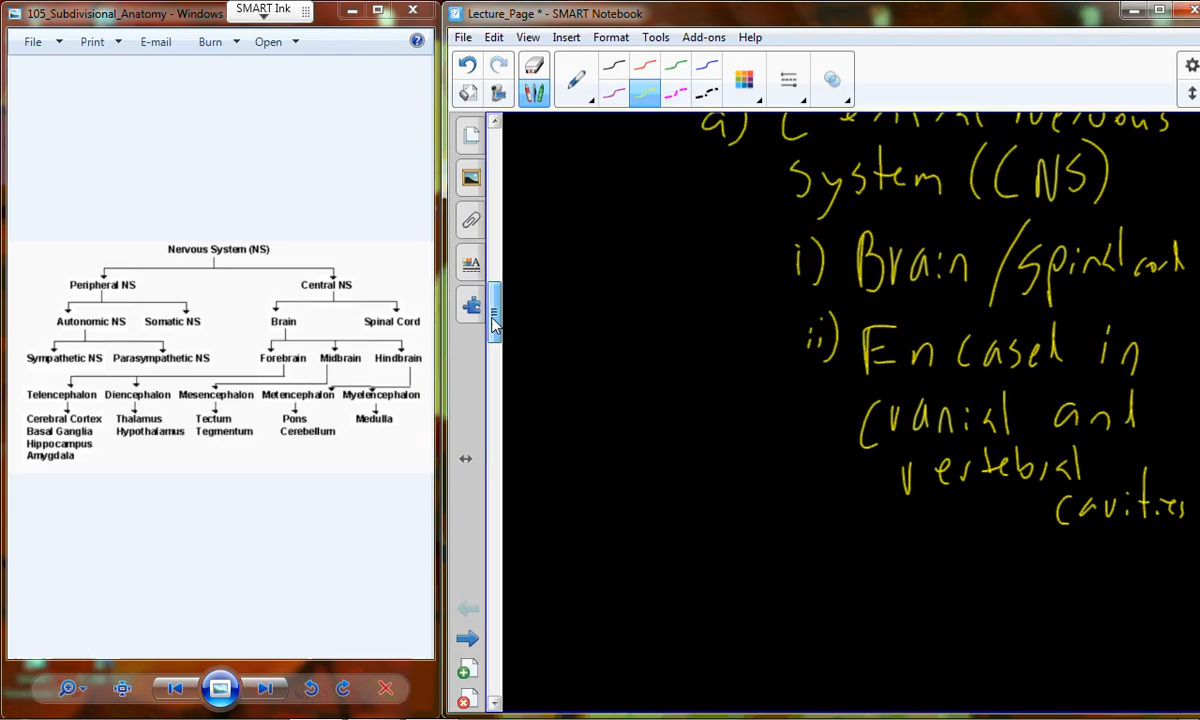 105_Subdivisional_Anatomy - Windows
SMART Ink
File Print E-mail Burn Open
Nervous System (NS)
Peripheral NS Central NS
Autonomic NS Somatic NS Brain Spinal Cord
Sympathetic NS Parasympathetic NS Forebrain Midbrain Hindbrain
Telencephalon Diencephalon Mesencephalon Metencephalon Myelencephalon
Cerebral Cortex Thalamus Tectum Pons Medulla
Basal Ganglia Hypothalamus Tegmentum Cerebellum
Hippocampus
Amygdala
Lecture_Page * - SMART Notebook
File Edit View Insert Format Tools Add-ons Help
a) Central Nervous
System (CNS)
i) Brain/Spinal cord
ii) Encased in
cranial and
vertebral
cavities